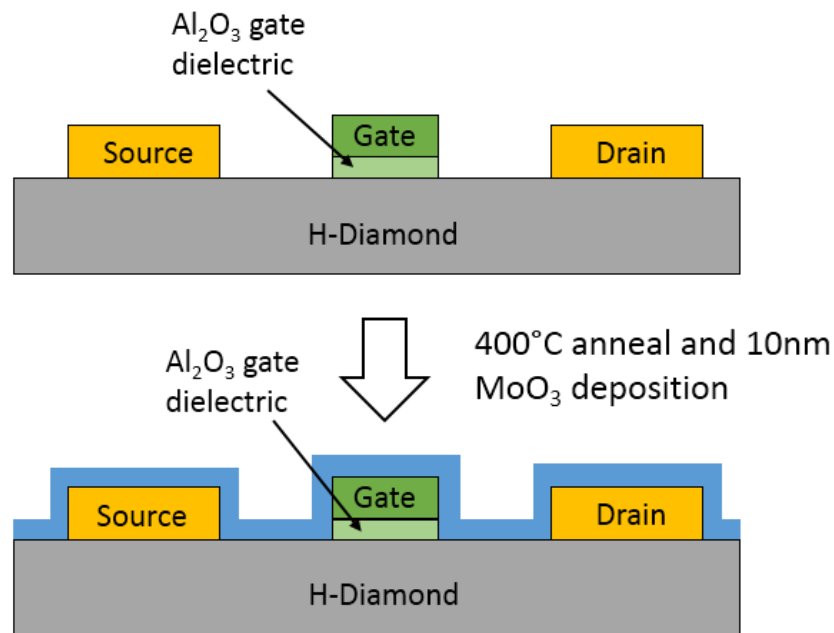 Al₂O₃ gate
dielectric
Gate
Source
Drain
H-Diamond
400°C anneal and 10nm
MoO₃ deposition
Al₂O₃ gate
dielectric
Gate
Source
Drain
H-Diamond